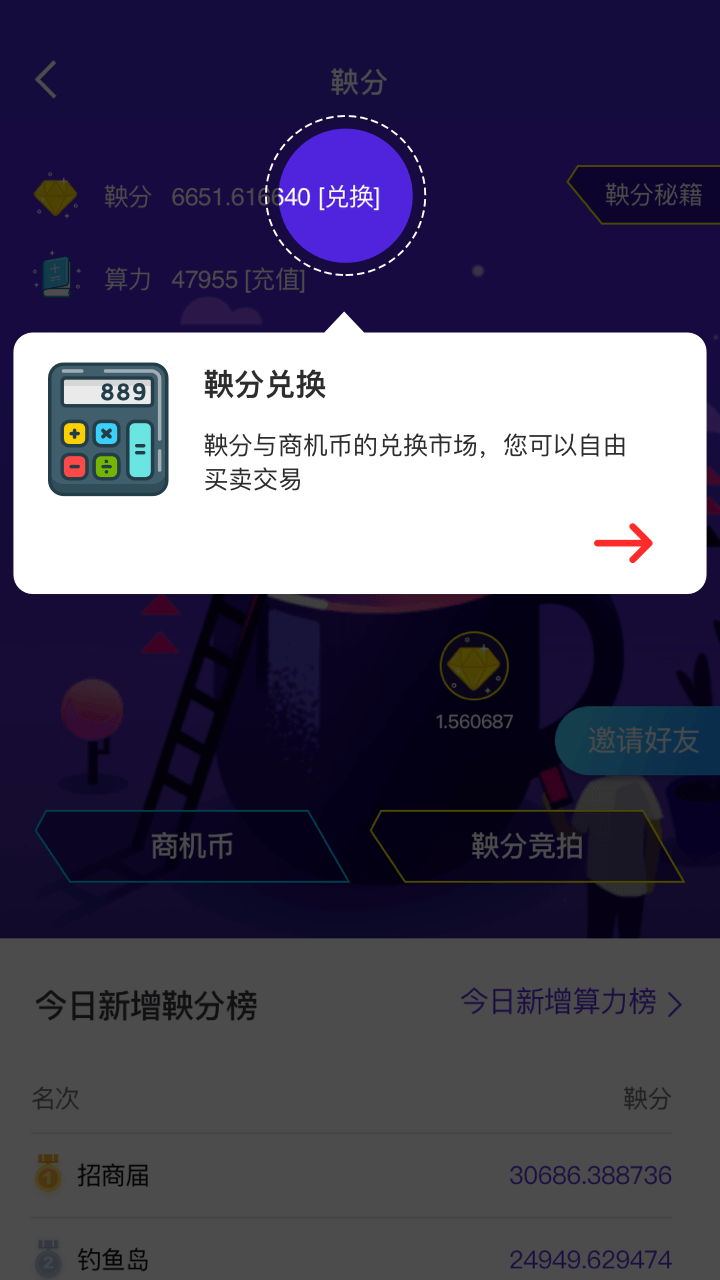 鞅分
鞅分 6651.616640 [兑换]
鞅分秘籍
算力 47955 [充值]
889
鞅分兑换
鞅分与商机币的兑换市场，您可以自由
买卖交易
1.560687
邀请好友
商机币
鞅分竞拍
今日新增鞅分榜
今日新增算力榜
名次
鞅分
1
招商届
30686.388736
2
钓鱼岛
24949.629474